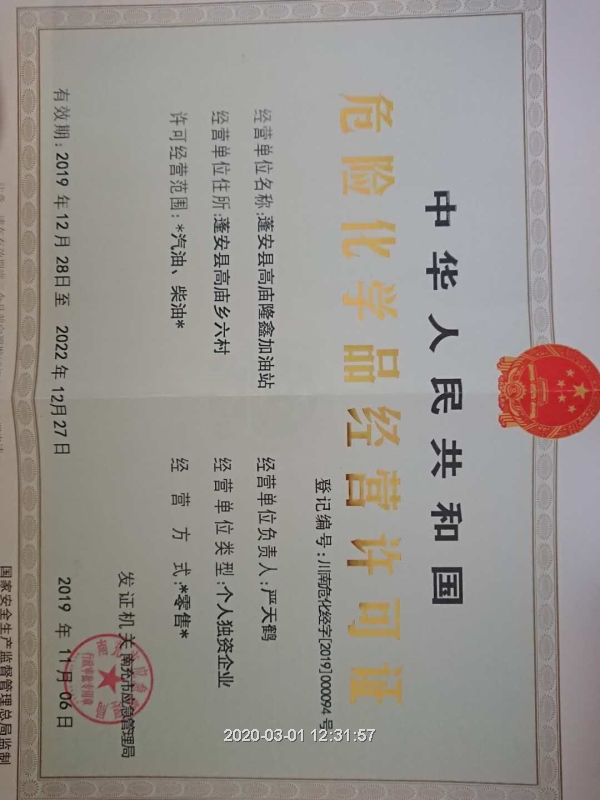 中华人民共和国
危险化学品经营许可证
登记编号:川南危化经字[2019]000094号
经营单位名称:蓬安县高庙隆鑫加油站
经营单位负责人:严天鹤
经营单位住所:蓬安县高庙乡六村
经营单位类型:个人独资企业
许可经营范围:*汽油、柴油*
经营方式:*零售*
发证机关 南充市应急管理局
有效期:2019年12月28日至 2022年12月27日
2019年11月06日
行政审批专用章
国家安全生产监督管理总局监制
2020-03-01 12:31:57